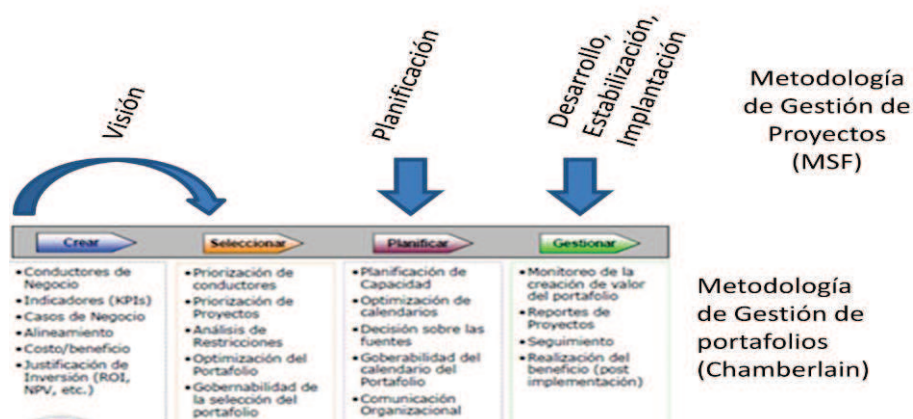 Visión
Planificación
Desarrollo,
Estabilización,
Implantación
Metodología
de Gestión de
Proyectos
(MSF)
Crear
Seleccionar
Planificar
Gestionar
•Conductores de
Negocio
•Indicadores (KPIs)
•Casos de Negocio
•Alineamiento
•Costo/beneficio
•Justificación de
Inversión (ROI,
NPV, etc.)
•Priorización de
conductores
•Priorización de
Proyectos
•Análisis de
Restricciones
•Optimización del
Portafolio
•Gobernabilidad de
la selección del
portafolio
•Planificación de
Capacidad
•Optimización de
calendarios
•Decisión sobre las
fuentes
•Goberabilidad del
calendario del
Portafolio
•Comunicación
Organizacional
•Monitoreo de la
creación de valor
del portafolio
•Reportes de
Proyectos
•Seguimiento
•Realización del
beneficio (post
implementación)
Metodología
de Gestión de
portafolios
(Chamberlain)